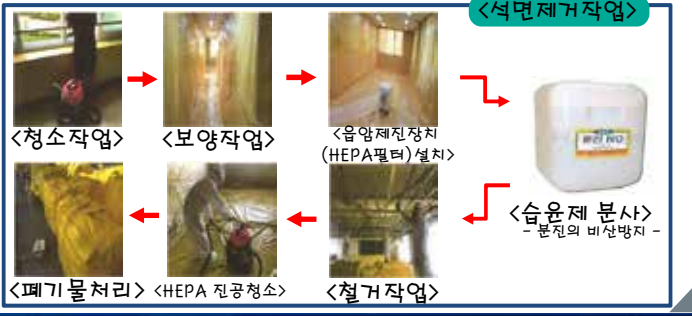 <석면제거작업>
<청소작업>
<보양작업>
<음압제진장치
(HEPA필터)설치>
<습윤제 분사>
- 분진의 비산방지 -
<철거작업>
<HEPA 진공청소>
<폐기물처리>